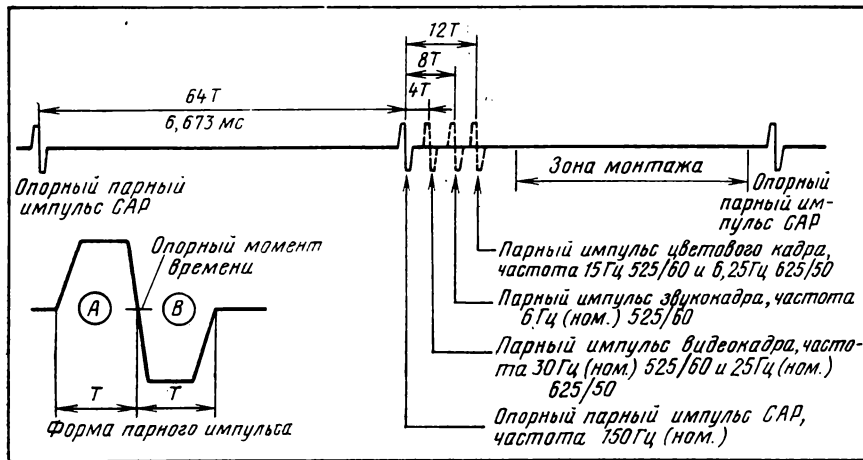 12T
8T
4T
64T
6,673 мс
Опорный парный
импульс САР
Зона монтажа
Опорный
парный им-
пульс САР
Опорный момент
времени
A
B
T
T
Форма парного импульса
Парный импульс цветового кадра,
частота 15Гц 525/60 и 6,25Гц 625/50
Парный импульс звукокадра, частота
6Гц (ном.) 525/60
Парный импульс видеокадра, часто-
та 30Гц (ном.) 525/60 и 25Гц (ном.)
625/50
Опорный парный импульс САР,
частота 150Гц (ном.)